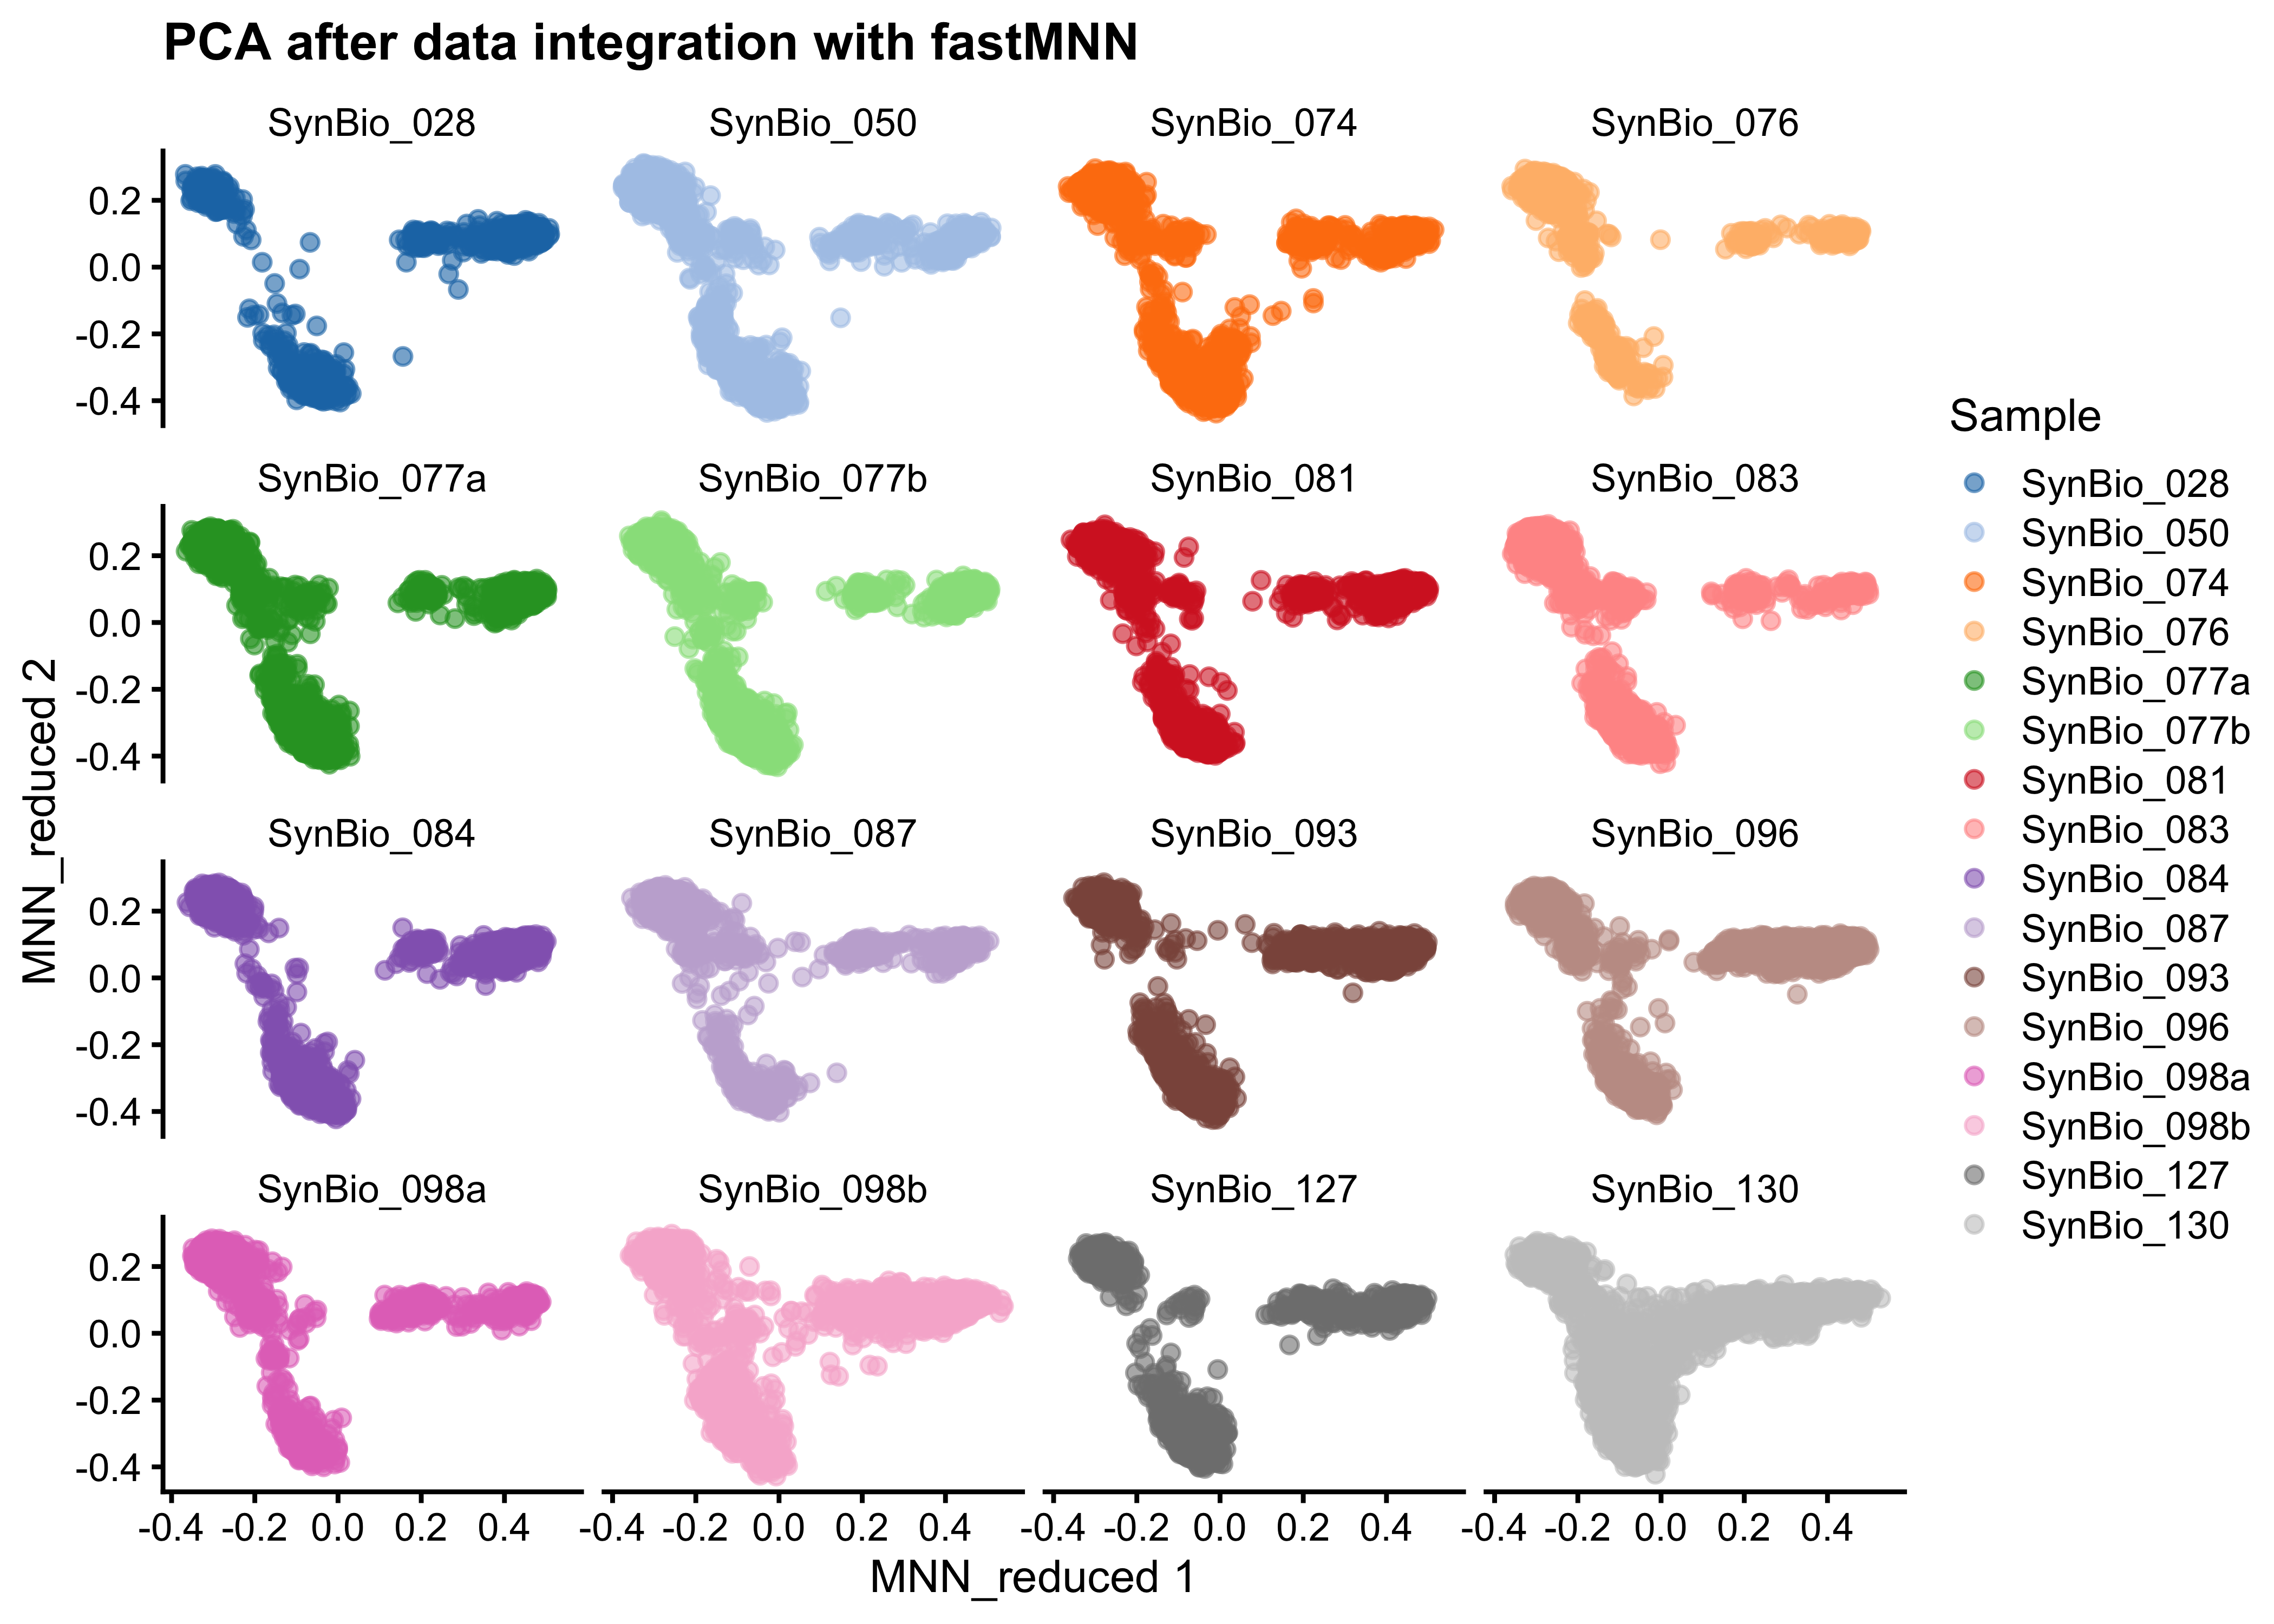 PCA after data integration with fastMNN
SynBio_028 SynBio_050 SynBio_074 SynBio_076
0.2
0.0
-0.2
-0.4
SynBio_077a SynBio_077b SynBio_081 SynBio_083
0.2
0.0
-0.2
-0.4
SynBio_084 SynBio_087 SynBio_093 SynBio_096
0.2
0.0
-0.2
-0.4
SynBio_098a SynBio_098b SynBio_127 SynBio_130
0.2
0.0
-0.2
-0.4
-0.4 -0.2 0.0 0.2 0.4 -0.4 -0.2 0.0 0.2 0.4 -0.4 -0.2 0.0 0.2 0.4 -0.4 -0.2 0.0 0.2 0.4
MNN_reduced 1
MNN_reduced 2
Sample
SynBio_028
SynBio_050
SynBio_074
SynBio_076
SynBio_077a
SynBio_077b
SynBio_081
SynBio_083
SynBio_084
SynBio_087
SynBio_093
SynBio_096
SynBio_098a
SynBio_098b
SynBio_127
SynBio_130